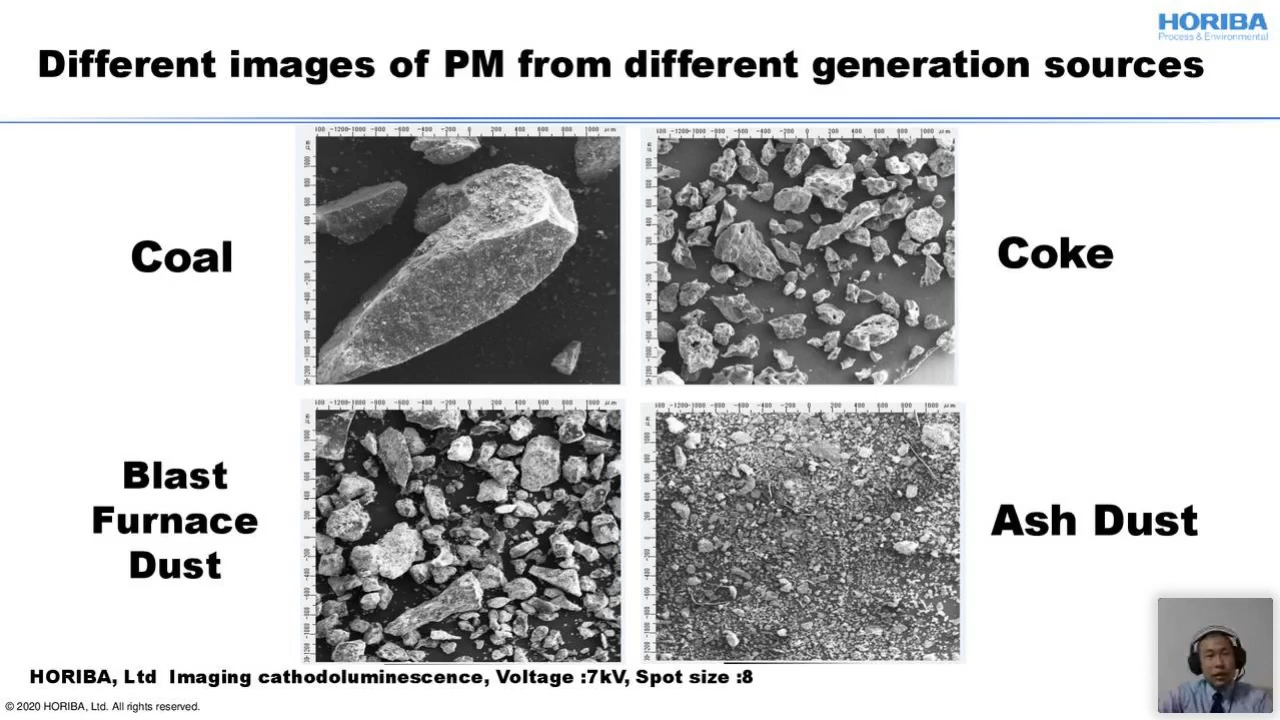 HORIBA
Process & Environmental
Different images of PM from different generation sources
Coal
Coke
Blast
Furnace
Dust
Ash Dust
HORIBA, Ltd Imaging cathodoluminescence, Voltage :7kV, Spot size :8
© 2020 HORIBA, Ltd. All rights reserved.